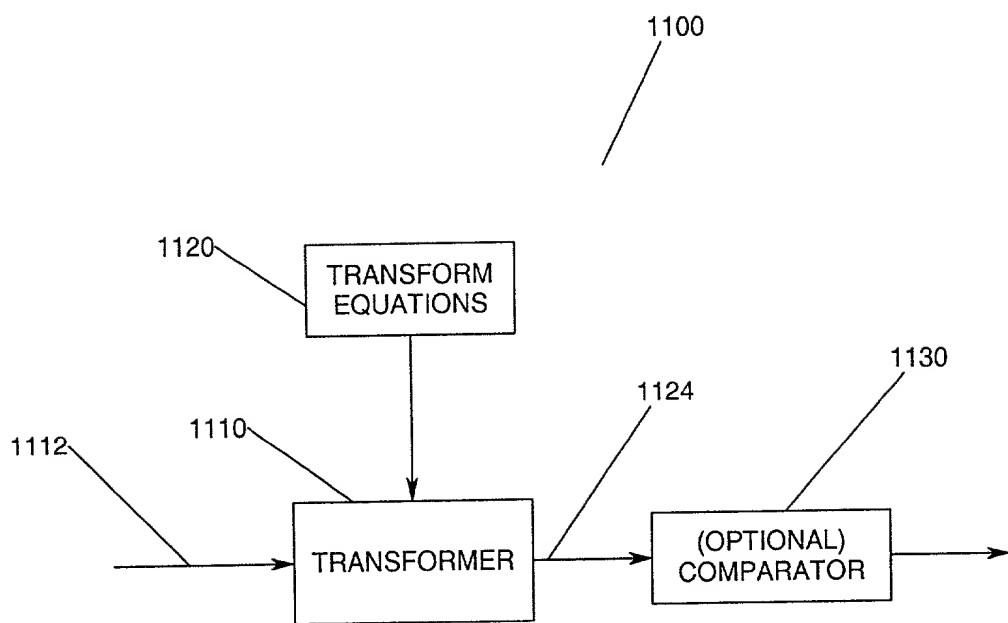 1100
1120
TRANSFORM
EQUATIONS
1130
1124
1110
1112
TRANSFORMER
(OPTIONAL)
COMPARATOR